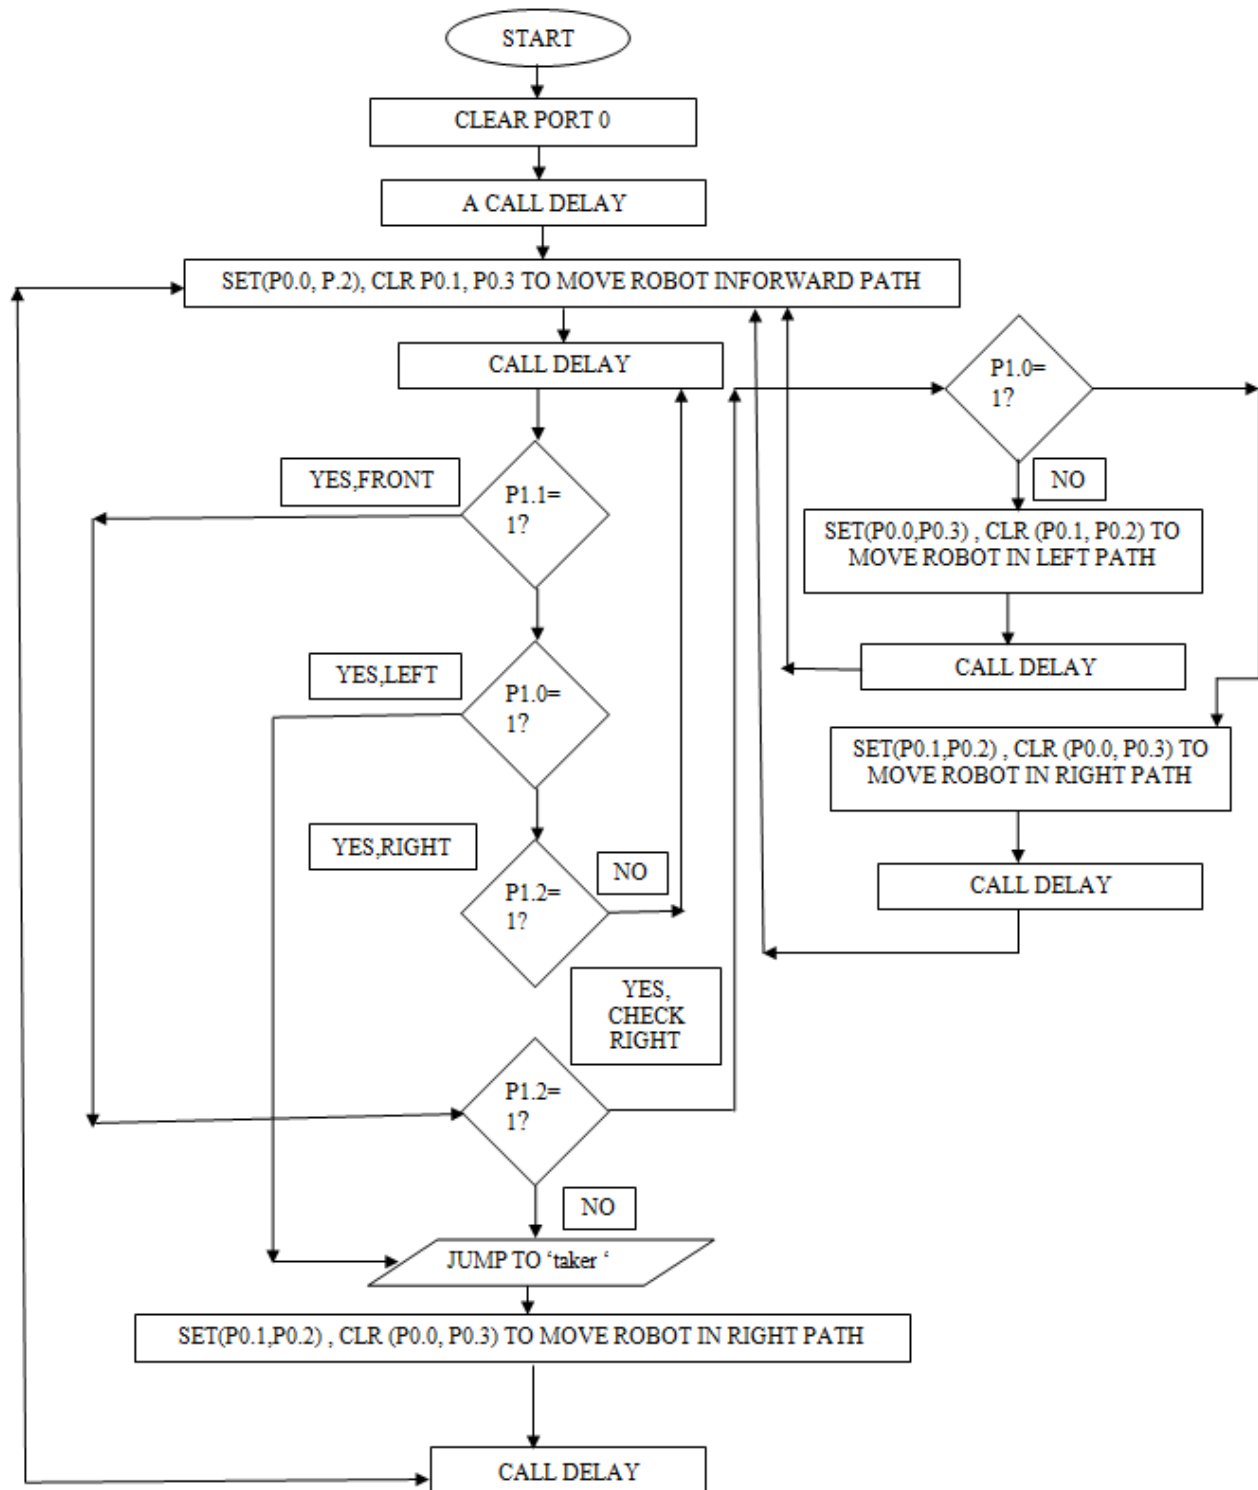 START
CLEAR PORT 0
A CALL DELAY
SET(P0.0, P.2), CLR P0.1, P0.3 TO MOVE ROBOT INFORWARD PATH
CALL DELAY
P1.0=
1?
YES,FRONT
P1.1=
1?
NO
SET(P0.0,P0.3) , CLR (P0.1, P0.2) TO
MOVE ROBOT IN LEFT PATH
YES,LEFT
P1.0=
1?
CALL DELAY
SET(P0.1,P0.2) , CLR (P0.0, P0.3) TO
MOVE ROBOT IN RIGHT PATH
YES,RIGHT
P1.2=
1?
NO
CALL DELAY
YES,
CHECK
RIGHT
P1.2=
1?
NO
JUMP TO ‘taker ‘
SET(P0.1,P0.2) , CLR (P0.0, P0.3) TO MOVE ROBOT IN RIGHT PATH
CALL DELAY